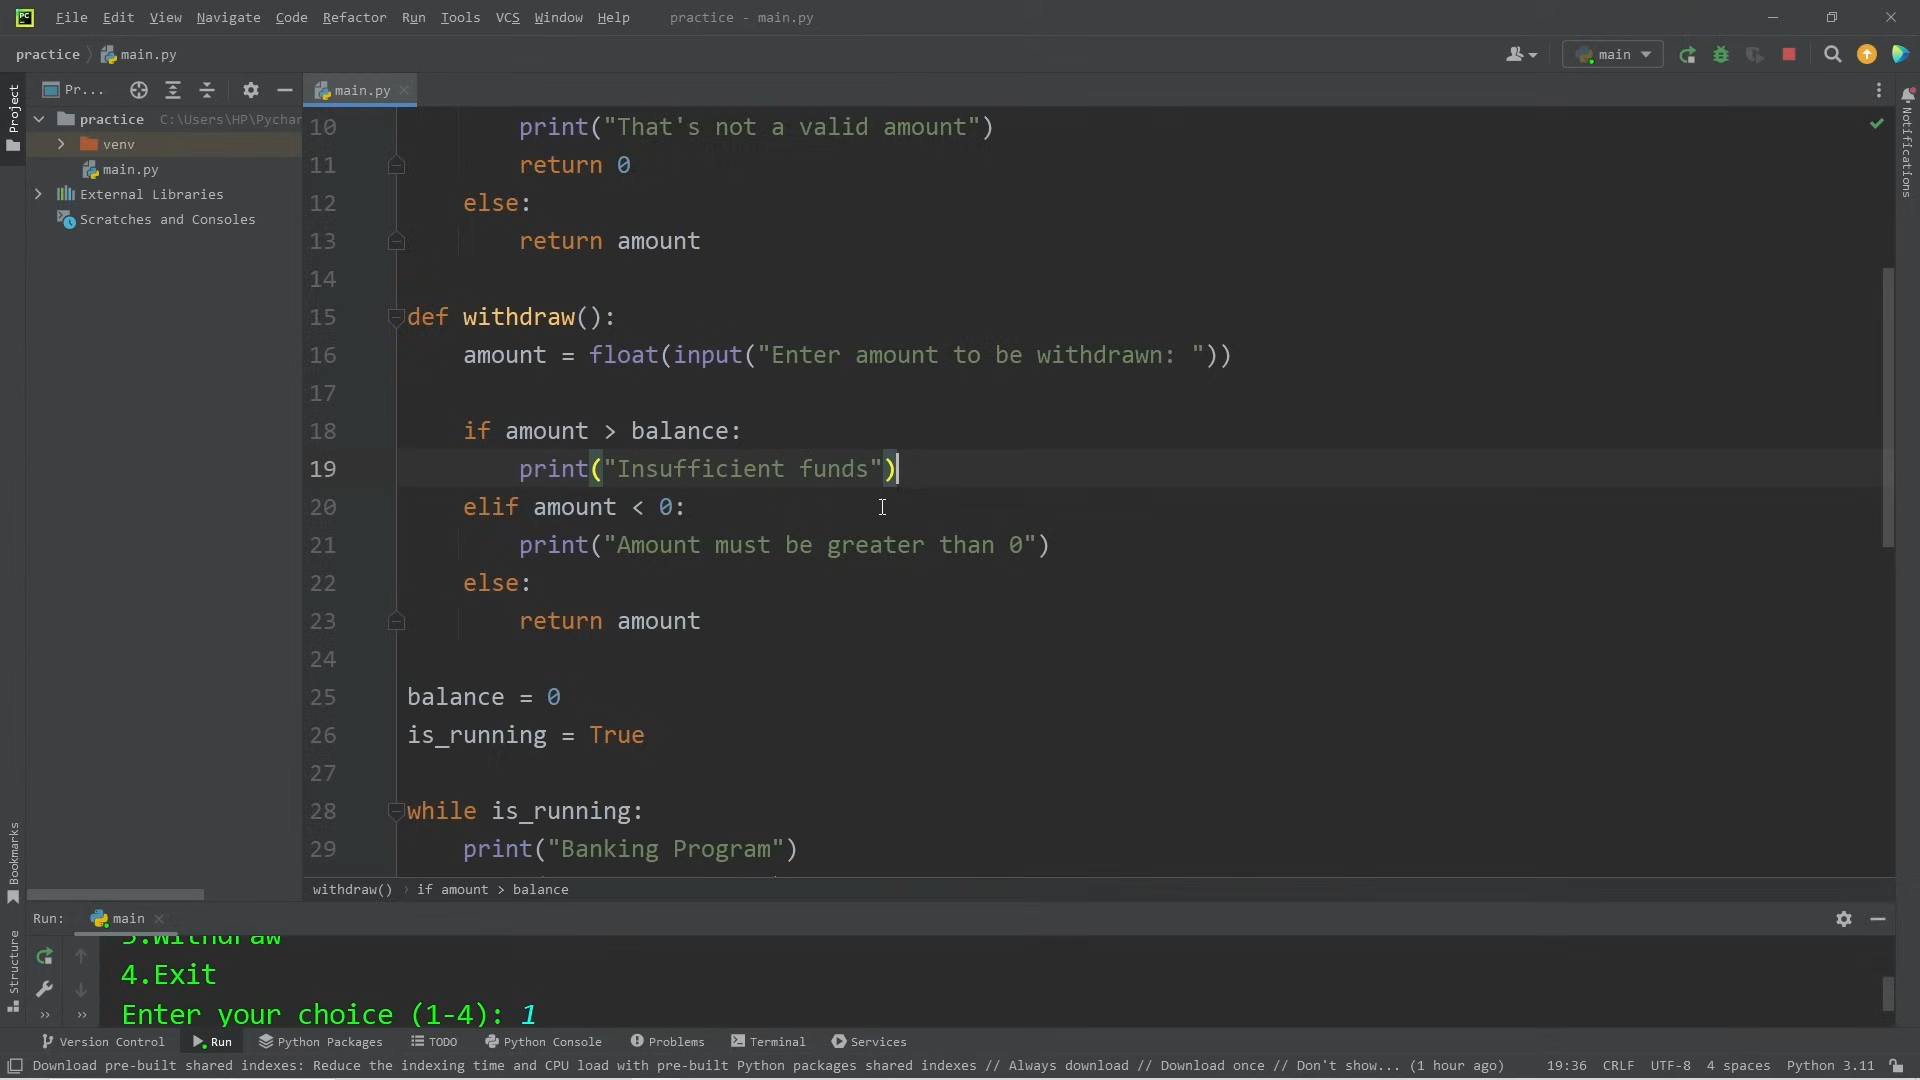 File Edit View Navigate Code Refactor Run Tools VCS Window Help practice - main.py
practice main.py main
Pr... main.py
Project
practice C:\Users\HP\Pychar
venv
main.py
External Libraries
Scratches and Consoles
10 print("That's not a valid amount")
11 return 0
12 else:
13 return amount
14
15 def withdraw():
16 amount = float(input("Enter amount to be withdrawn: "))
17
18 if amount > balance:
19 print("Insufficient funds")
20 elif amount < 0:
21 print("Amount must be greater than 0")
22 else:
23 return amount
24
25 balance = 0
26 is_running = True
27
28 while is_running:
29 print("Banking Program")
Notifications
withdraw() › if amount > balance
Bookmarks
Structure
Run: main
3.Withdraw
4.Exit
Enter your choice (1-4): 1
Version Control Run Python Packages TODO Python Console Problems Terminal Services
Download pre-built shared indexes: Reduce the indexing time and CPU load with pre-built Python packages shared indexes // Always download // Download once // Don't show... (1 hour ago) 19:36 CRLF UTF-8 4 spaces Python 3.11